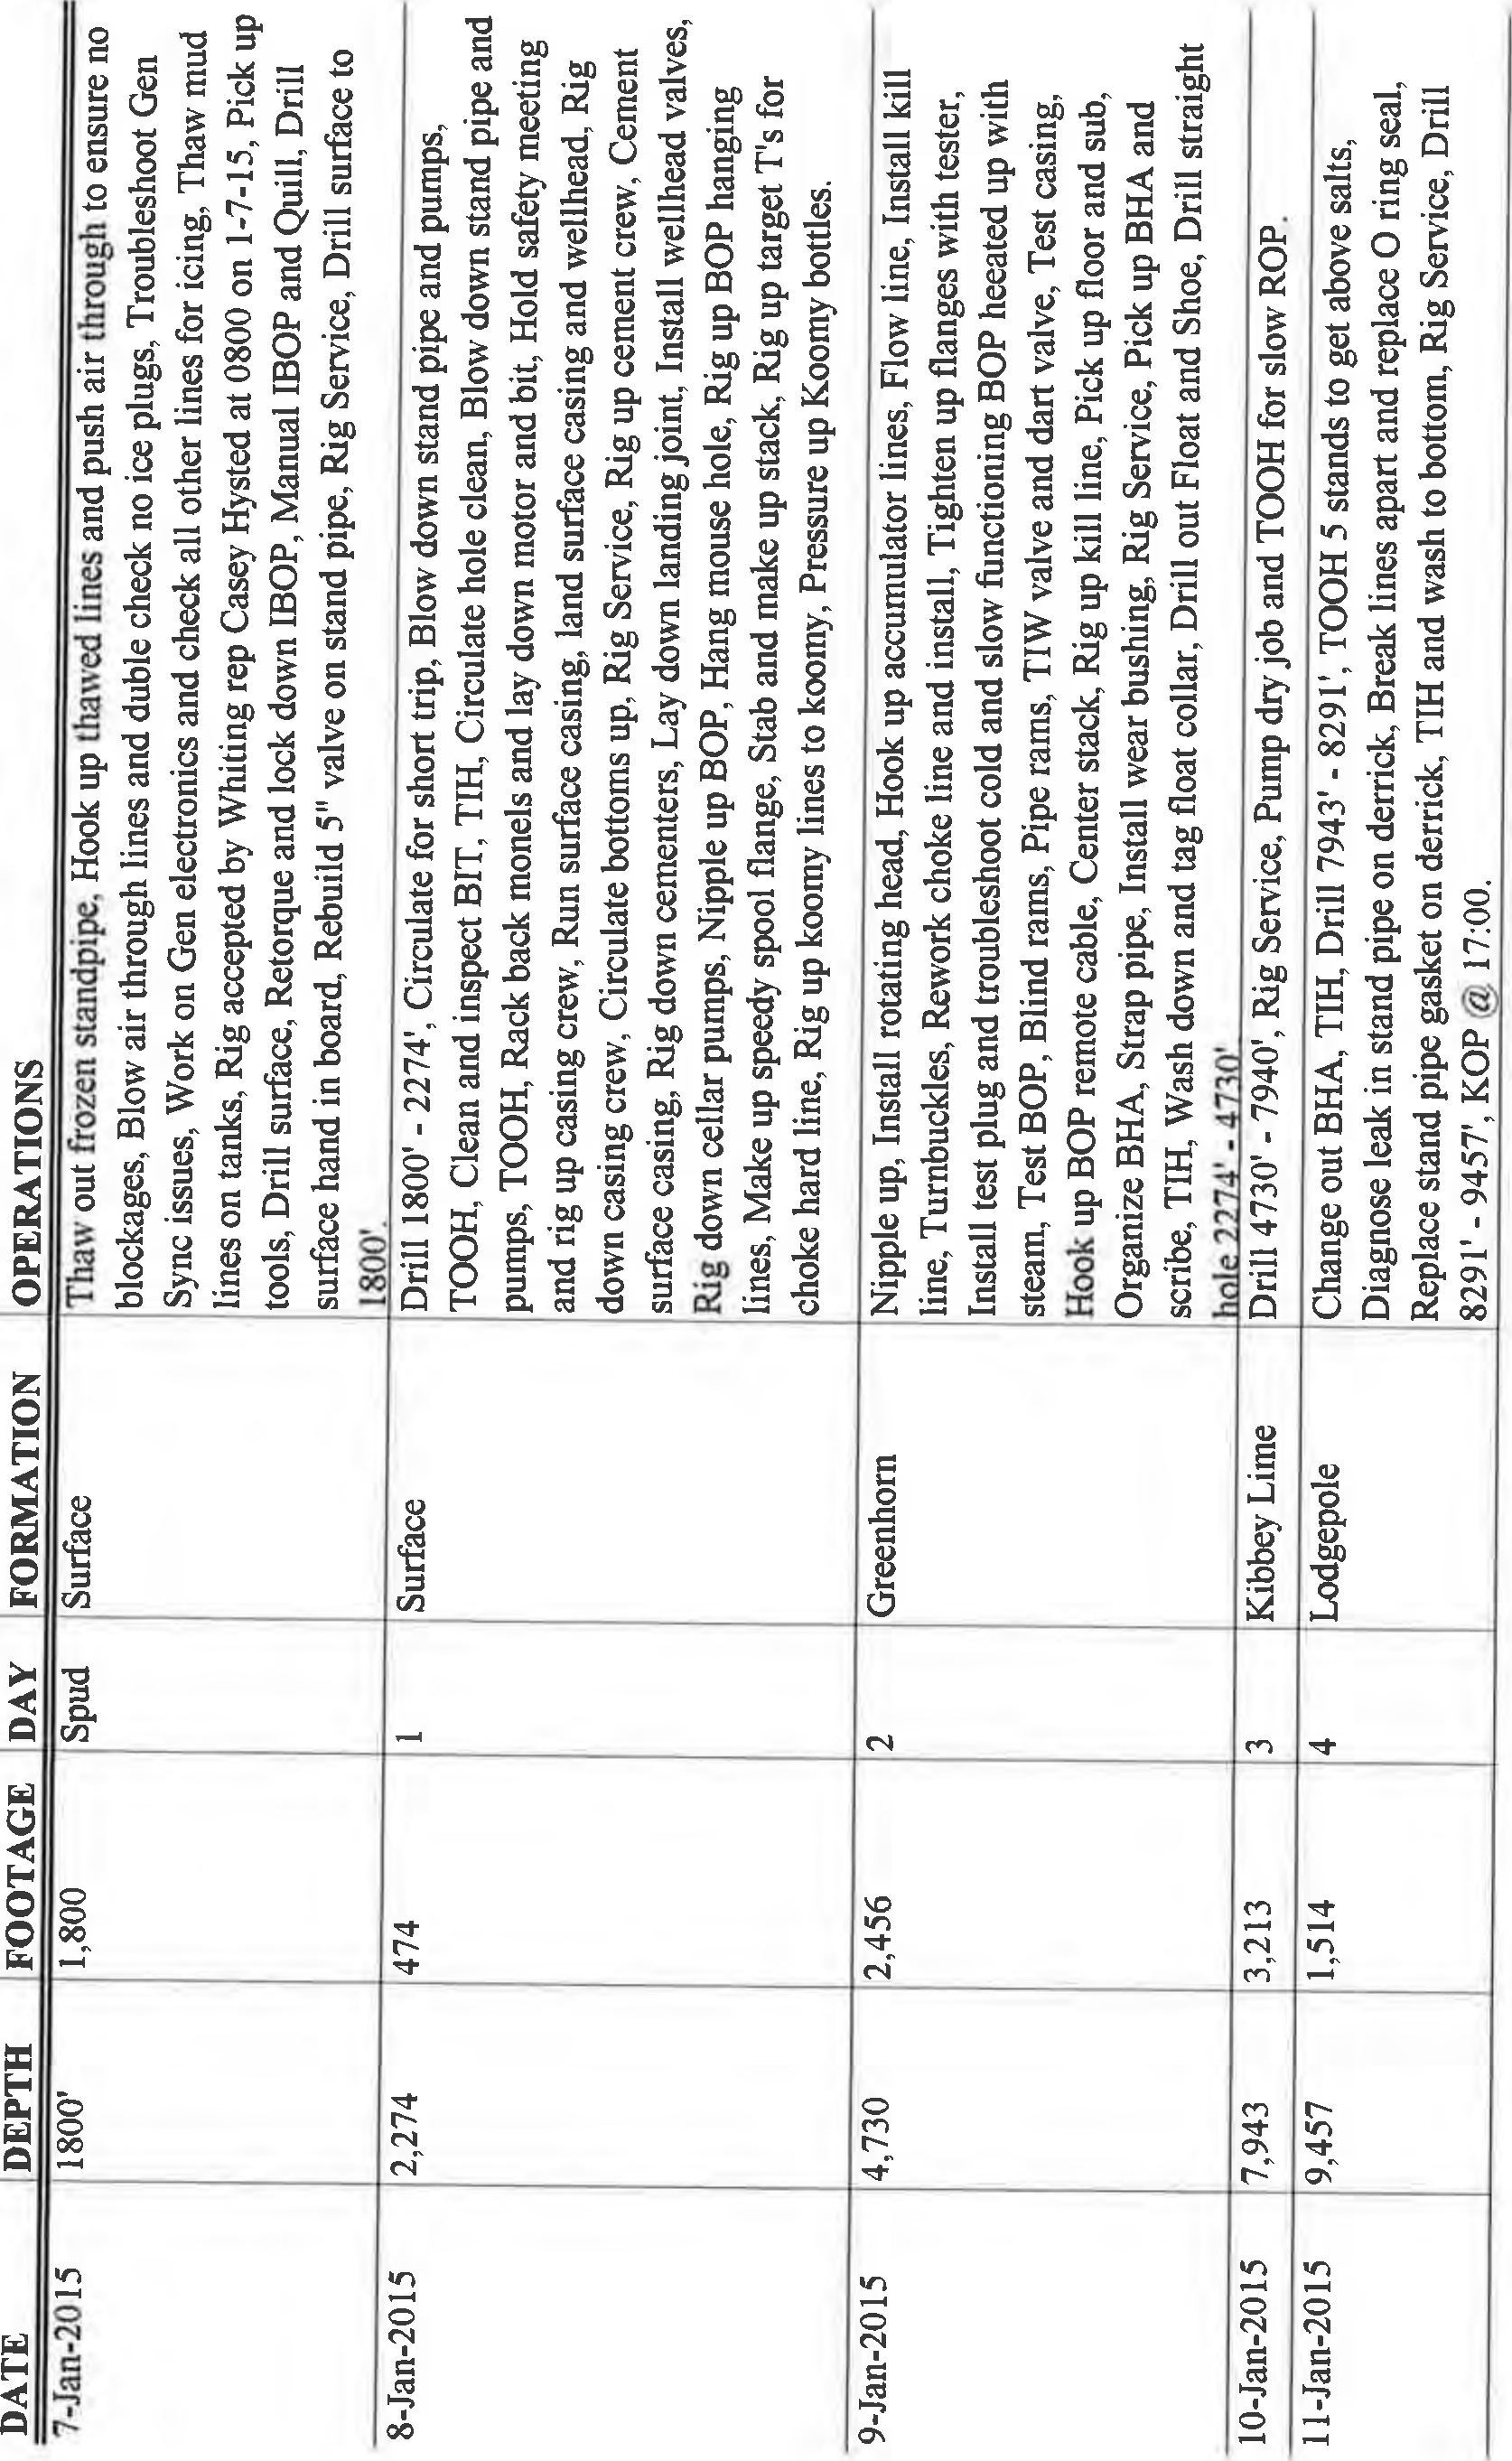 DATE DEPTH FOOTAGE DAY FORMATION OPERATIONS
7-Jan-2015 1800' 1,800 Spud Surface Thaw out frozen standpipe, Hook up thawed lines and push air through to ensure no
blockages, Blow air through lines and duble check no ice plugs, Troubleshoot Gen
Sync issues, Work on Gen electronics and check all other lines for icing, Thaw mud
lines on tanks, Rig accepted by Whiting rep Casey Hysted at 0800 on 1-7-15, Pick up
tools, Drill surface, Retorque and lock down IBOP, Manual IBOP and Quill, Drill
surface hand in board, Rebuild 5" valve on stand pipe, Rig Service, Drill surface to
1800'.
8-Jan-2015 2,274 474 1 Surface Drill 1800' - 2274', Circulate for short trip, Blow down stand pipe and pumps,
TOOH, Clean and inspect BIT, TIH, Circulate hole clean, Blow down stand pipe and
pumps, TOOH, Rack back monels and lay down motor and bit, Hold safety meeting
and rig up casing crew, Run surface casing, land surface casing and wellhead, Rig
down casing crew, Circulate bottoms up, Rig Service, Rig up cement crew, Cement
surface casing, Rig down cementers, Lay down landing joint, Install wellhead valves,
Rig down cellar pumps, Nipple up BOP, Hang mouse hole, Rig up BOP hanging
lines, Make up speedy spool flange, Stab and make up stack, Rig up target T's for
choke hard line, Rig up koomy lines to koomy, Pressure up Koomy bottles.
9-Jan-2015 4,730 2,456 2 Greenhorn Nipple up, Install rotating head, Hook up accumulator lines, Flow line, Install kill
line, Turnbuckles, Rework choke line and install, Tighten up flanges with tester,
Install test plug and troubleshoot cold and slow functioning BOP heeated up with
steam, Test BOP, Blind rams, Pipe rams, TIW valve and dart valve, Test casing,
Hook up BOP remote cable, Center stack, Rig up kill line, Pick up floor and sub,
Organize BHA, Strap pipe, Install wear bushing, Rig Service, Pick up BHA and
scribe, TIH, Wash down and tag float collar, Drill out Float and Shoe, Drill straight
hole 2274' - 4730'.
10-Jan-2015 7,943 3,213 3 Kibbey Lime Drill 4730' - 7940', Rig Service, Pump dry job and TOOH for slow ROP.
11-Jan-2015 9,457 1,514 4 Lodgepole Change out BHA, TIH, Drill 7943' - 8291', TOOH 5 stands to get above salts,
Diagnose leak in stand pipe on derrick, Break lines apart and replace O ring seal,
Replace stand pipe gasket on derrick, TIH and wash to bottom, Rig Service, Drill
8291' - 9457', KOP @ 17:00.